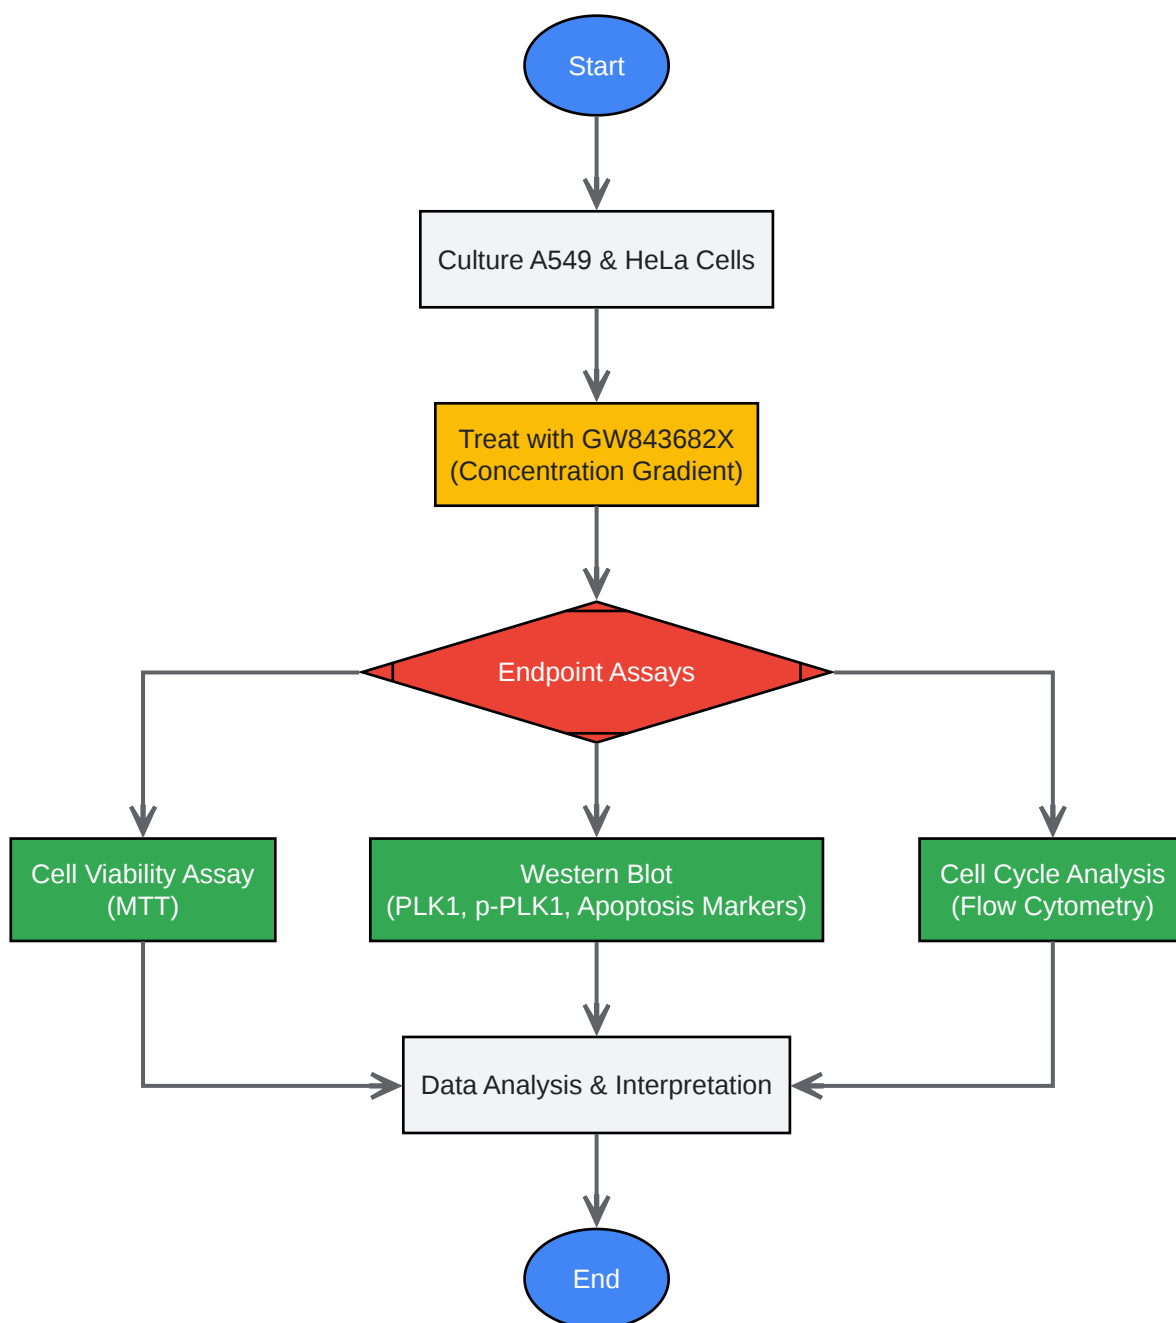 Start
Culture A549 & HeLa Cells
Treat with GW843682X
(Concentration Gradient)
Endpoint Assays
Cell Viability Assay
(MTT)
Western Blot
(PLK1, p-PLK1, Apoptosis Markers)
Cell Cycle Analysis
(Flow Cytometry)
Data Analysis & Interpretation
End